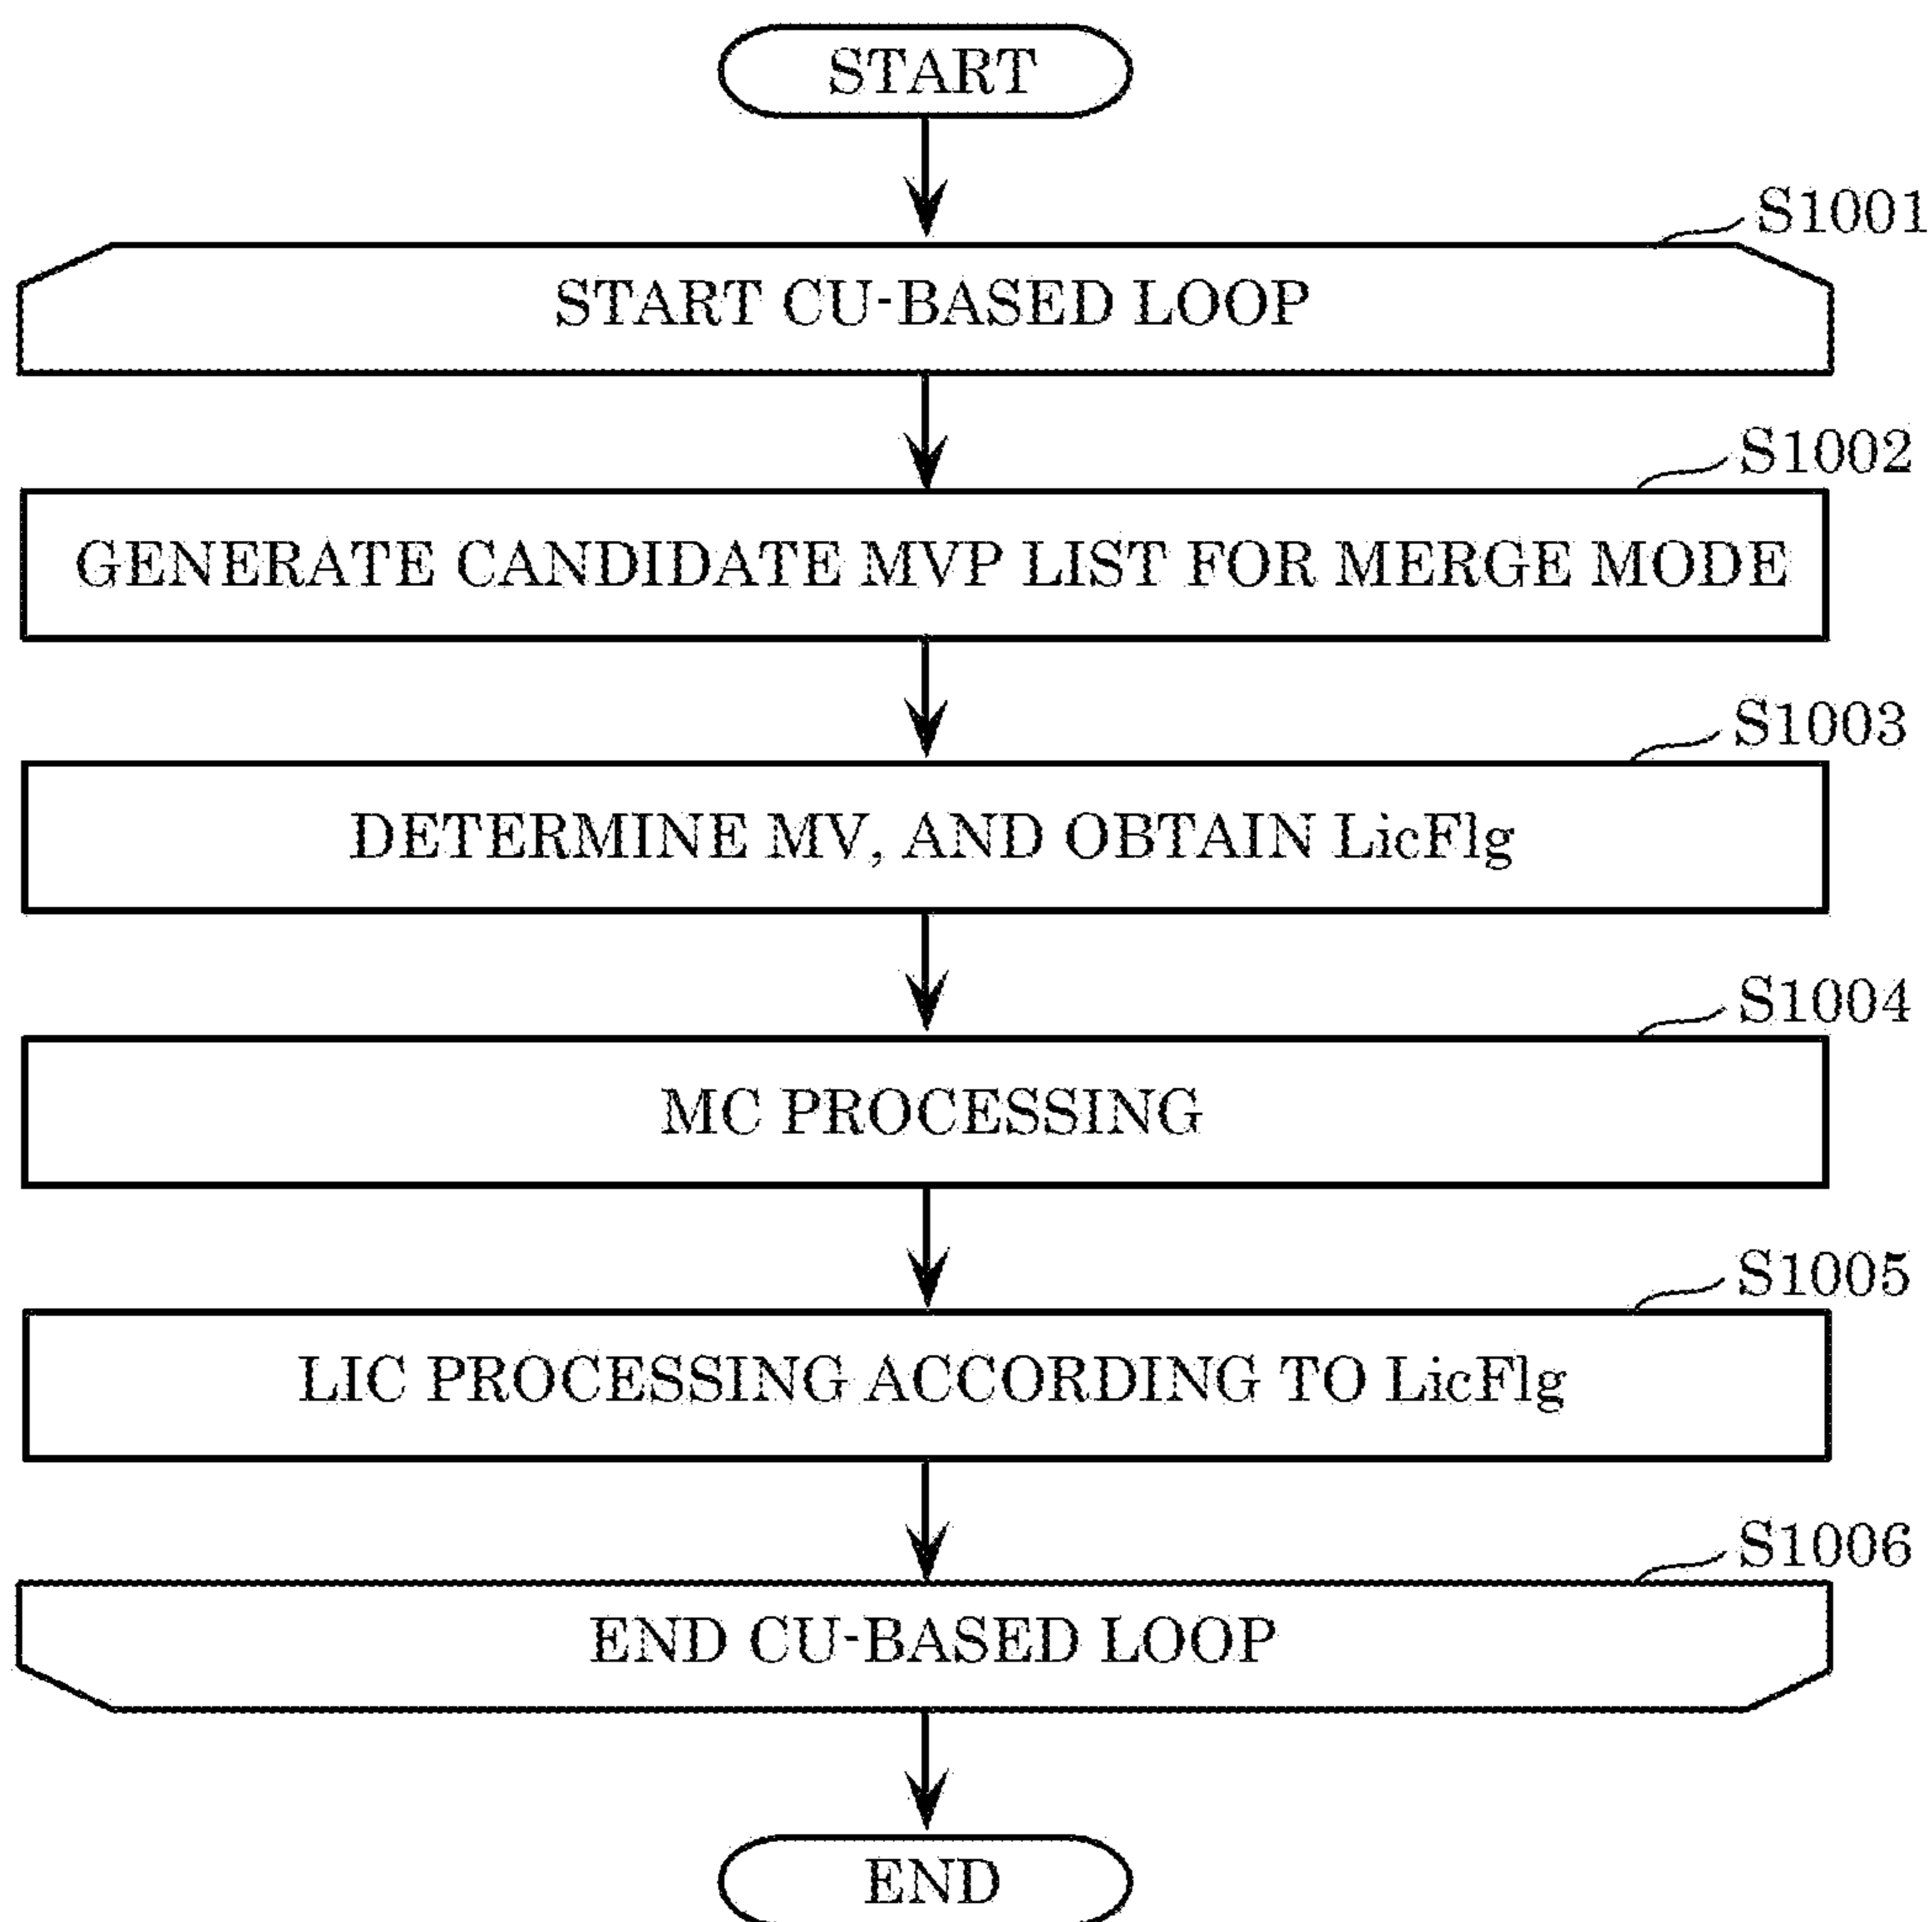 START
S1001
START CU-BASED LOOP
S1002
GENERATE CANDIDATE MVP LIST FOR MERGE MODE
S1003
DETERMINE MV, AND OBTAIN LicFlg
S1004
MC PROCESSING
S1005
LIC PROCESSING ACCORDING TO LicFlg
S1006
END CU-BASED LOOP
END